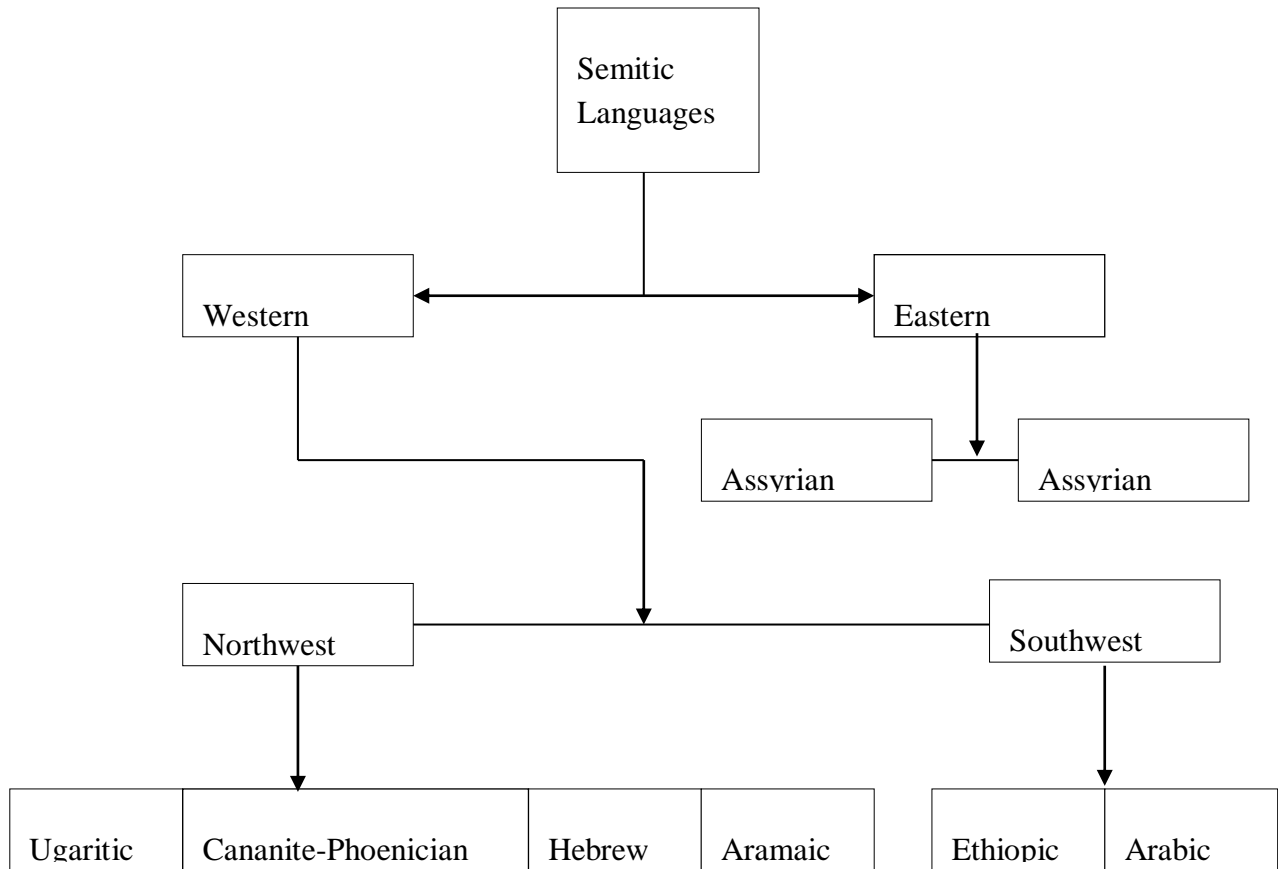 Semitic
Languages
Western
Eastern
Assyrian
Assyrian
Northwest
Southwest
Ugaritic
Cananite-Phoenician
Hebrew
Aramaic
Ethiopic
Arabic